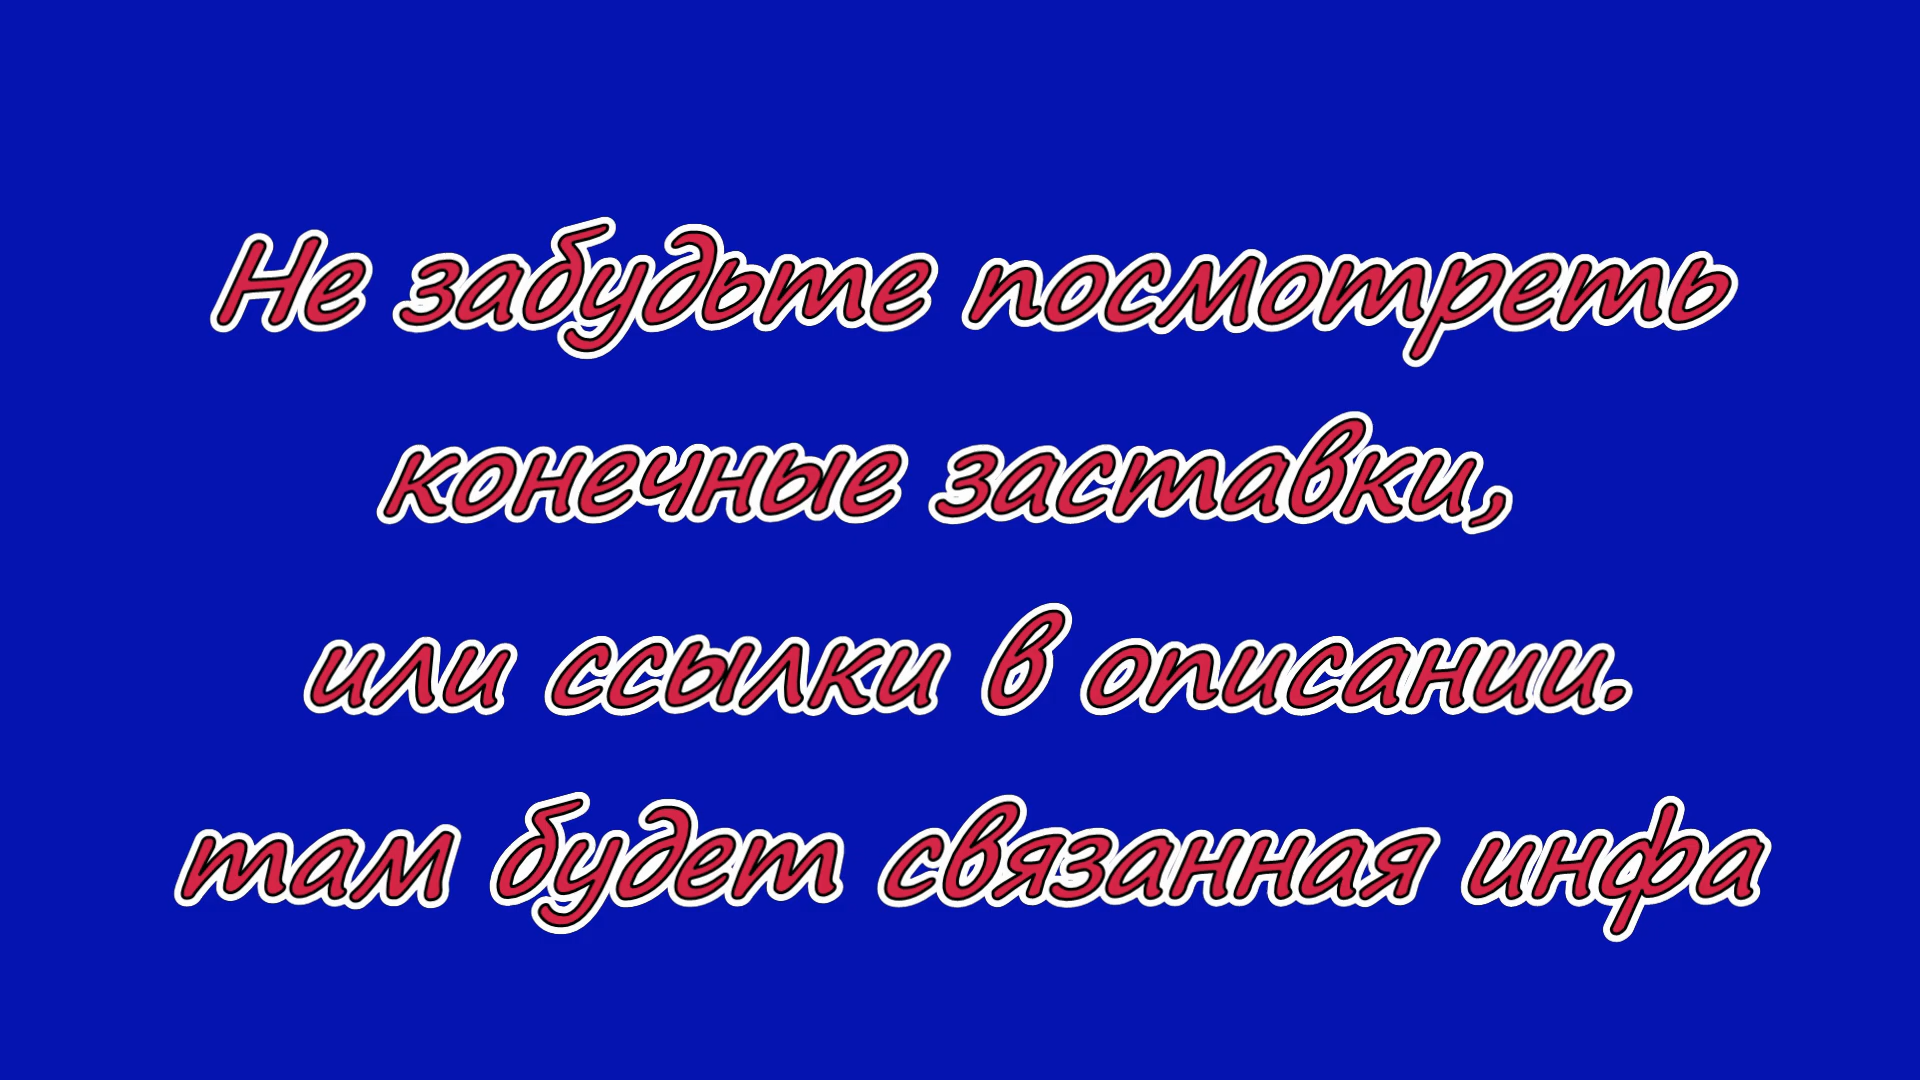 Не забудьте посмотреть
конечные заставки,
или ссылки в описании.
там будет связанная инфа